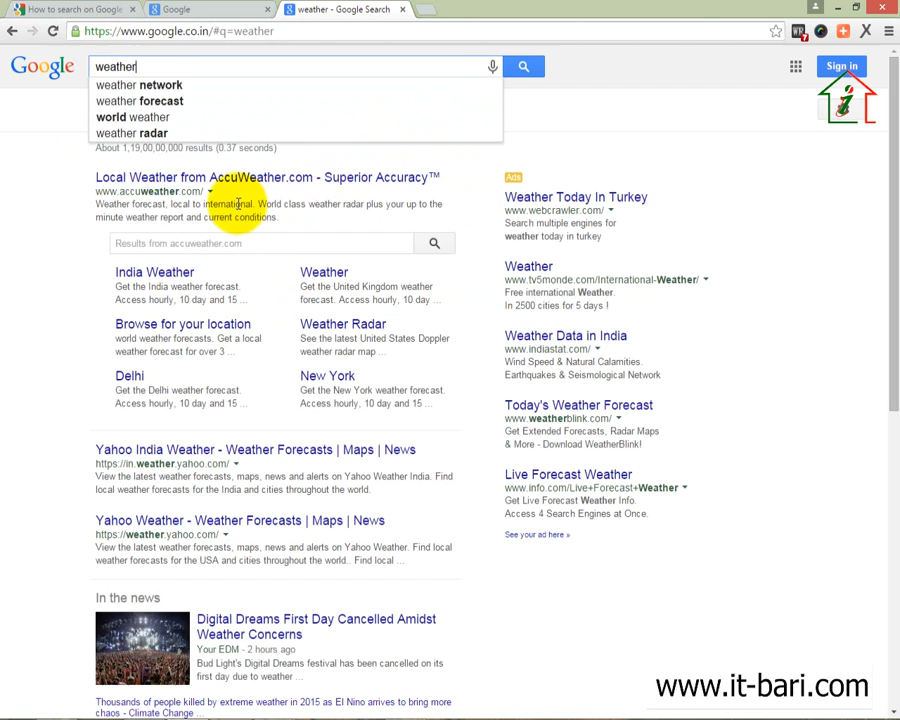 How to search on Google
Google
weather - Google Search
https://www.google.co.in/#q=weather
Google
weather
Sign in
weather network
weather forecast
world weather
weather radar
About 1,19,00,00,000 results (0.37 seconds)
Local Weather from AccuWeather.com - Superior Accuracy™
www.accuweather.com/
Weather forecast, local to international. World class weather radar plus your up to the
minute weather report and current conditions.
Results from accuweather.com
India Weather
Get the India weather forecast.
Access hourly, 10 day and 15 ...
Weather
Get the United Kingdom weather
forecast. Access hourly, 10 day ...
Browse for your location
world weather forecasts. Get a local
weather forecast for over 3 ...
Weather Radar
See the latest United States Doppler
weather radar map ...
Delhi
Get the Delhi weather forecast.
Access hourly, 10 day and 15 ...
New York
Get the New York weather forecast.
Access hourly, 10 day and 15 ...
Yahoo India Weather - Weather Forecasts | Maps | News
https://in.weather.yahoo.com/
View the latest weather forecasts, maps, news and alerts on Yahoo Weather India. Find
local weather forecasts for the India and cities throughout the world.
Yahoo Weather - Weather Forecasts | Maps | News
https://weather.yahoo.com/
View the latest weather forecasts, maps, news and alerts on Yahoo Weather. Find local
weather forecasts for the USA and cities throughout the world.. Find local ...
In the news
Digital Dreams First Day Cancelled Amidst
Weather Concerns
Your EDM - 2 hours ago
Bud Light's Digital Dreams festival has been cancelled on its
first day due to weather ...
Thousands of people killed by extreme weather in 2015 as El Nino arrives to bring more
chaos - Climate Change ...
Ads
Weather Today In Turkey
www.webcrawler.com/
Search multiple engines for
weather today in turkey
Weather
www.tv5monde.com/International-Weather/
Free international Weather.
In 2500 cities for 5 days !
Weather Data in India
www.indiastat.com/
Wind Speed & Natural Calamities.
Earthquakes & Seismological Network
Today's Weather Forecast
www.weatherblink.com/
Get Extended Forecasts, Radar Maps
& More - Download WeatherBlink!
Live Forecast Weather
www.info.com/Live+Forecast+Weather
Get Live Forecast Weather Info.
Access 4 Search Engines at Once.
See your ad here »
www.it-bari.com